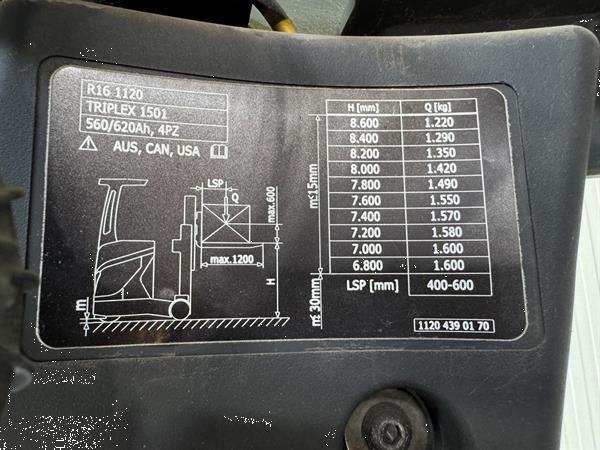 R16 1120
TRIPLEX 1501
560/620Ah, 4PZ
AUS, CAN, USA
LSP
Q
max.600
max.1200
H
m
m≤15mm
m≤ 30mm
H [mm] Q [kg]
8.600 1.220
8.400 1.290
8.200 1.350
8.000 1.420
7.800 1.490
7.600 1.550
7.400 1.570
7.200 1.580
7.000 1.600
6.800 1.600
LSP [mm] 400-600
1120 439 01 70